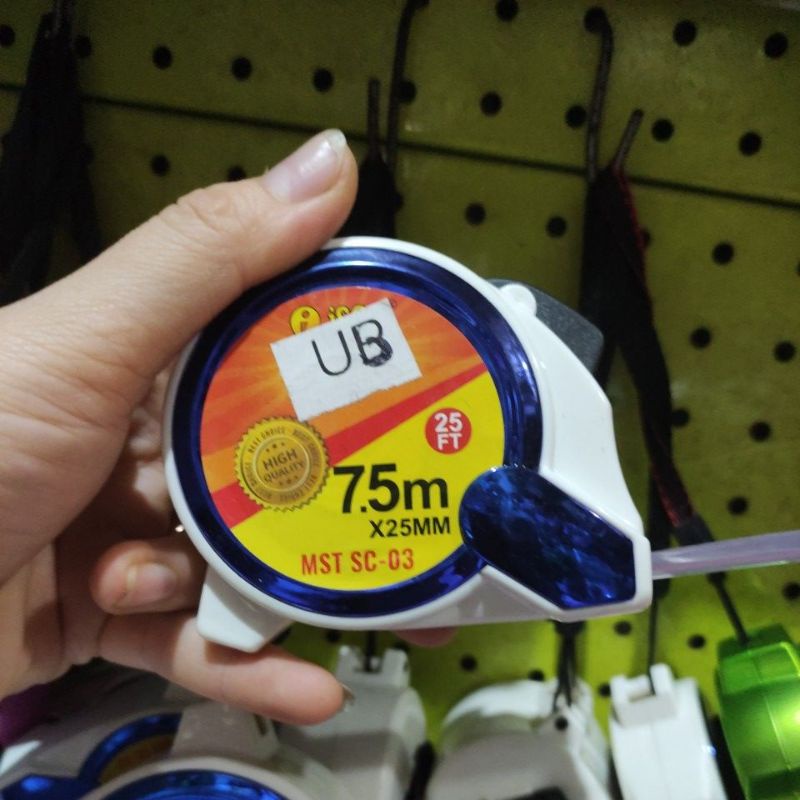 UB
25
FT
HIGH
QUALITY
7.5m
X25MM
MST SC-03